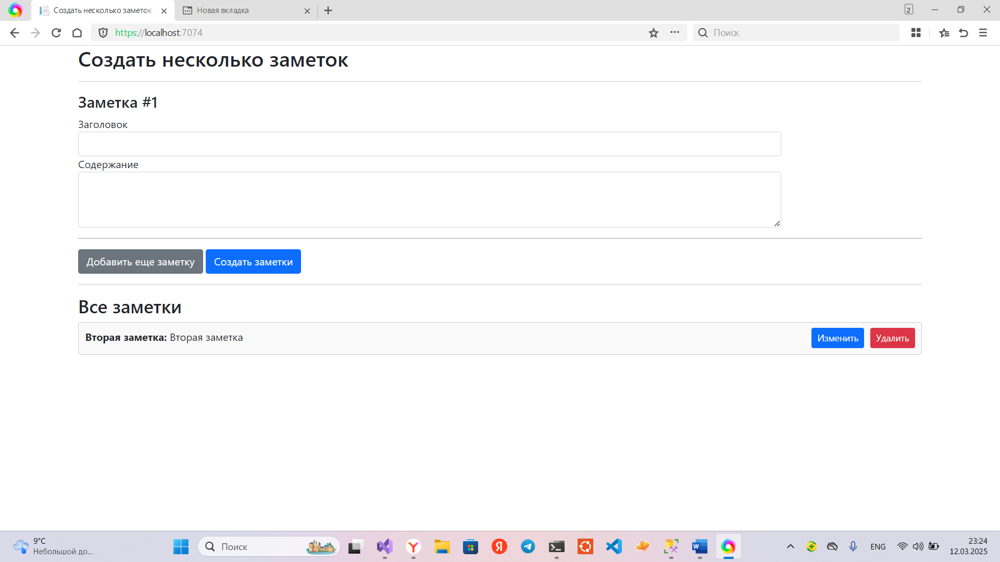 Создать несколько заметок -
Новая вкладка
2
https://localhost:7074
Поиск
Создать несколько заметок
Заметка #1
Заголовок
Содержание
Добавить еще заметку
Создать заметки
Все заметки
Вторая заметка: Вторая заметка
Изменить
Удалить
9°C
Небольшой до...
Поиск
ENG
23:24
12.03.2025